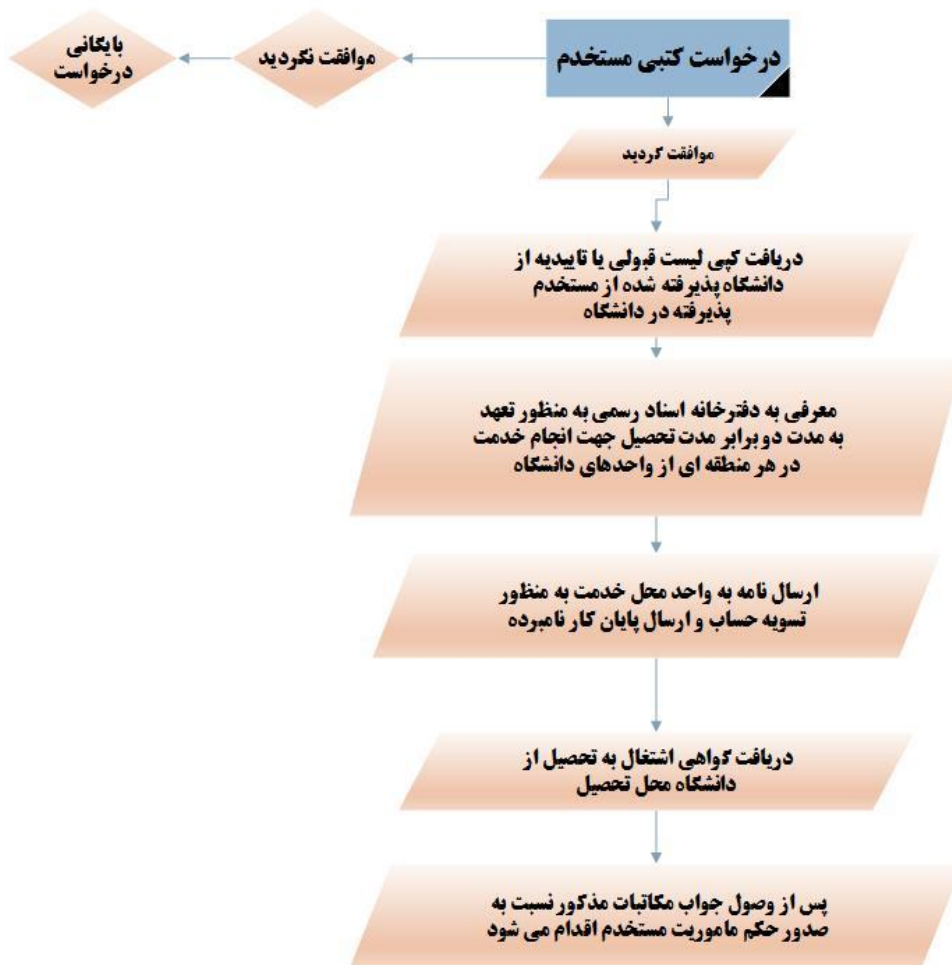 درخواست کتبی مستخدم
موافقت نگردید
بایگانی
درخواست
موافقت گردید
دریافت کپی لیست قبولی یا تاییدیه از
دانشگاه پذیرفته شده از مستخدم
پذیرفته در دانشگاه
معرفی به دفترخانه اسناد رسمی به منظور تعهد
به مدت دو برابر مدت تحصیل جهت انجام خدمت
در هر منطقه ای از واحدهای دانشگاه
ارسال نامه به واحد محل خدمت به منظور
تسویه حساب و ارسال پایان کار نامبرده
دریافت گواهی اشتغال به تحصیل از
دانشگاه محل تحصیل
پس از وصول جواب مکاتبات مذکور نسبت به
صدور حکم ماموریت مستخدم اقدام می شود